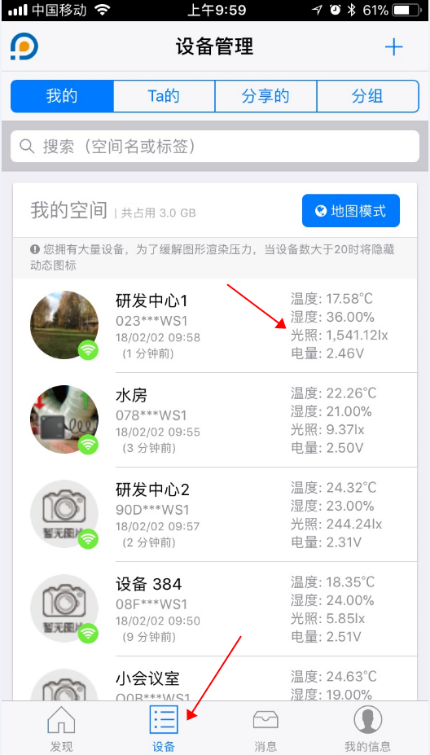 中国移动 上午9:59 61%
设备管理
我的 Ta的 分享的 分组
搜索（空间名或标签）
我的空间 | 共占用 3.0 GB 地图模式
您拥有大量设备，为了缓解图形渲染压力，当设备数大于20时将隐藏
动态图标
研发中心1
023***WS1
18/02/02 09:58
(1 分钟前)
温度: 17.58℃
湿度: 36.00%
光照: 1,541.12lx
电量: 2.46V
水房
078***WS1
18/02/02 09:55
(3 分钟前)
温度: 22.26℃
湿度: 21.00%
光照: 9.37lx
电量: 2.50V
研发中心2
90D***WS1
18/02/02 09:57
(2 分钟前)
暂无图片
温度: 24.32℃
湿度: 23.00%
光照: 244.24lx
电量: 2.31V
设备 384
08F***WS1
18/02/02 09:50
(9 分钟前)
暂无图片
温度: 18.35℃
湿度: 24.00%
光照: 5.85lx
电量: 2.51V
小会议室
温度: 24.63℃
湿度: 19.00%
发现 设备 消息 我的信息